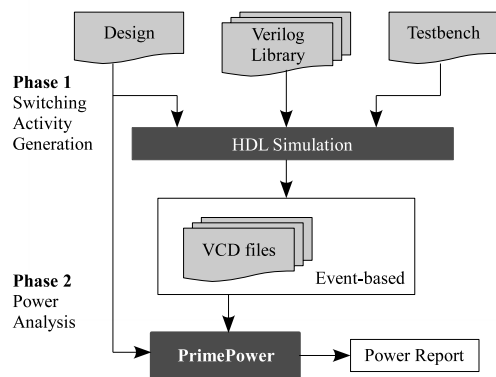 Design
Verilog
Library
Testbench
Phase 1
Switching
Activity
Generation
HDL Simulation
VCD files
Event-based
Phase 2
Power
Analysis
PrimePower
Power Report